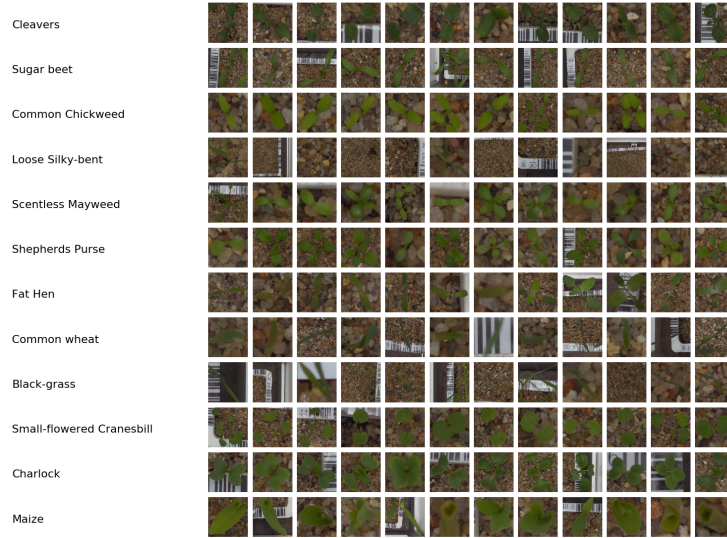 Cleavers
Sugar beet
Common Chickweed
Loose Silky-bent
Scentless Mayweed
Shepherds Purse
Fat Hen
Common wheat
Black-grass
Small-flowered Cranesbill
Charlock
Maize